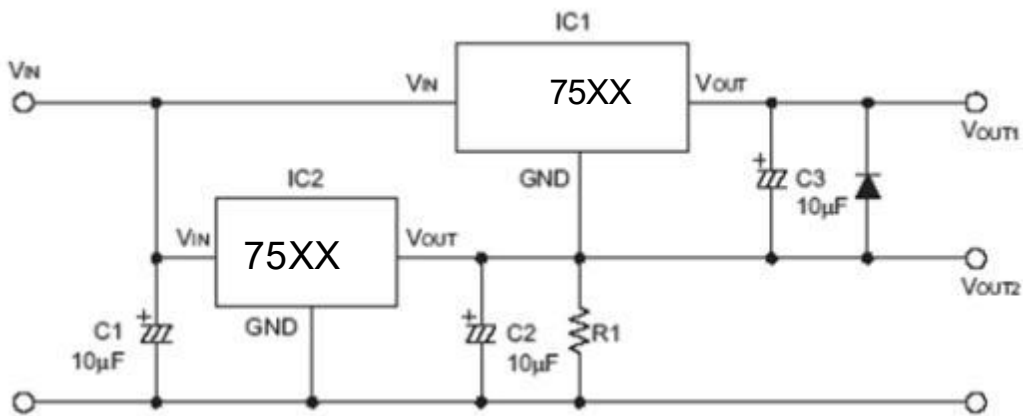 IC1
VIN
VIN
75XX
VOUT
VOUT1
GND
IC2
C3
10µF
VIN
75XX
VOUT
VOUT2
GND
C1
10µF
C2
10µF
R1